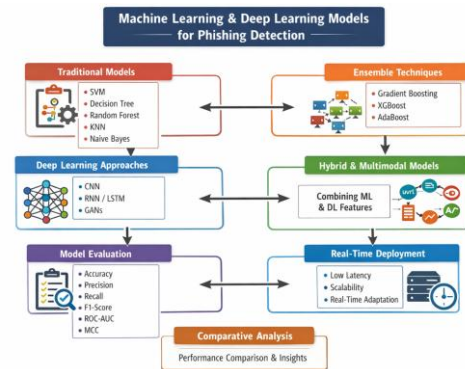 Machine Learning & Deep Learning Models
for Phishing Detection
Traditional Models
• SVM
• Decision Tree
• Random Forest
• KNN
• Naive Bayes
Ensemble Techniques
• Gradient Boosting
• XGBoost
• AdaBoost
Deep Learning Approaches
• CNN
• RNN / LSTM
• GANs
Hybrid & Multimodal Models
Combining ML
& DL Features
Model Evaluation
• Accuracy
• Precision
• Recall
• F1-Score
• ROC-AUC
• MCC
Real-Time Deployment
• Low Latency
• Scalability
• Real-Time Adaptation
Comparative Analysis
Performance Comparison & Insights